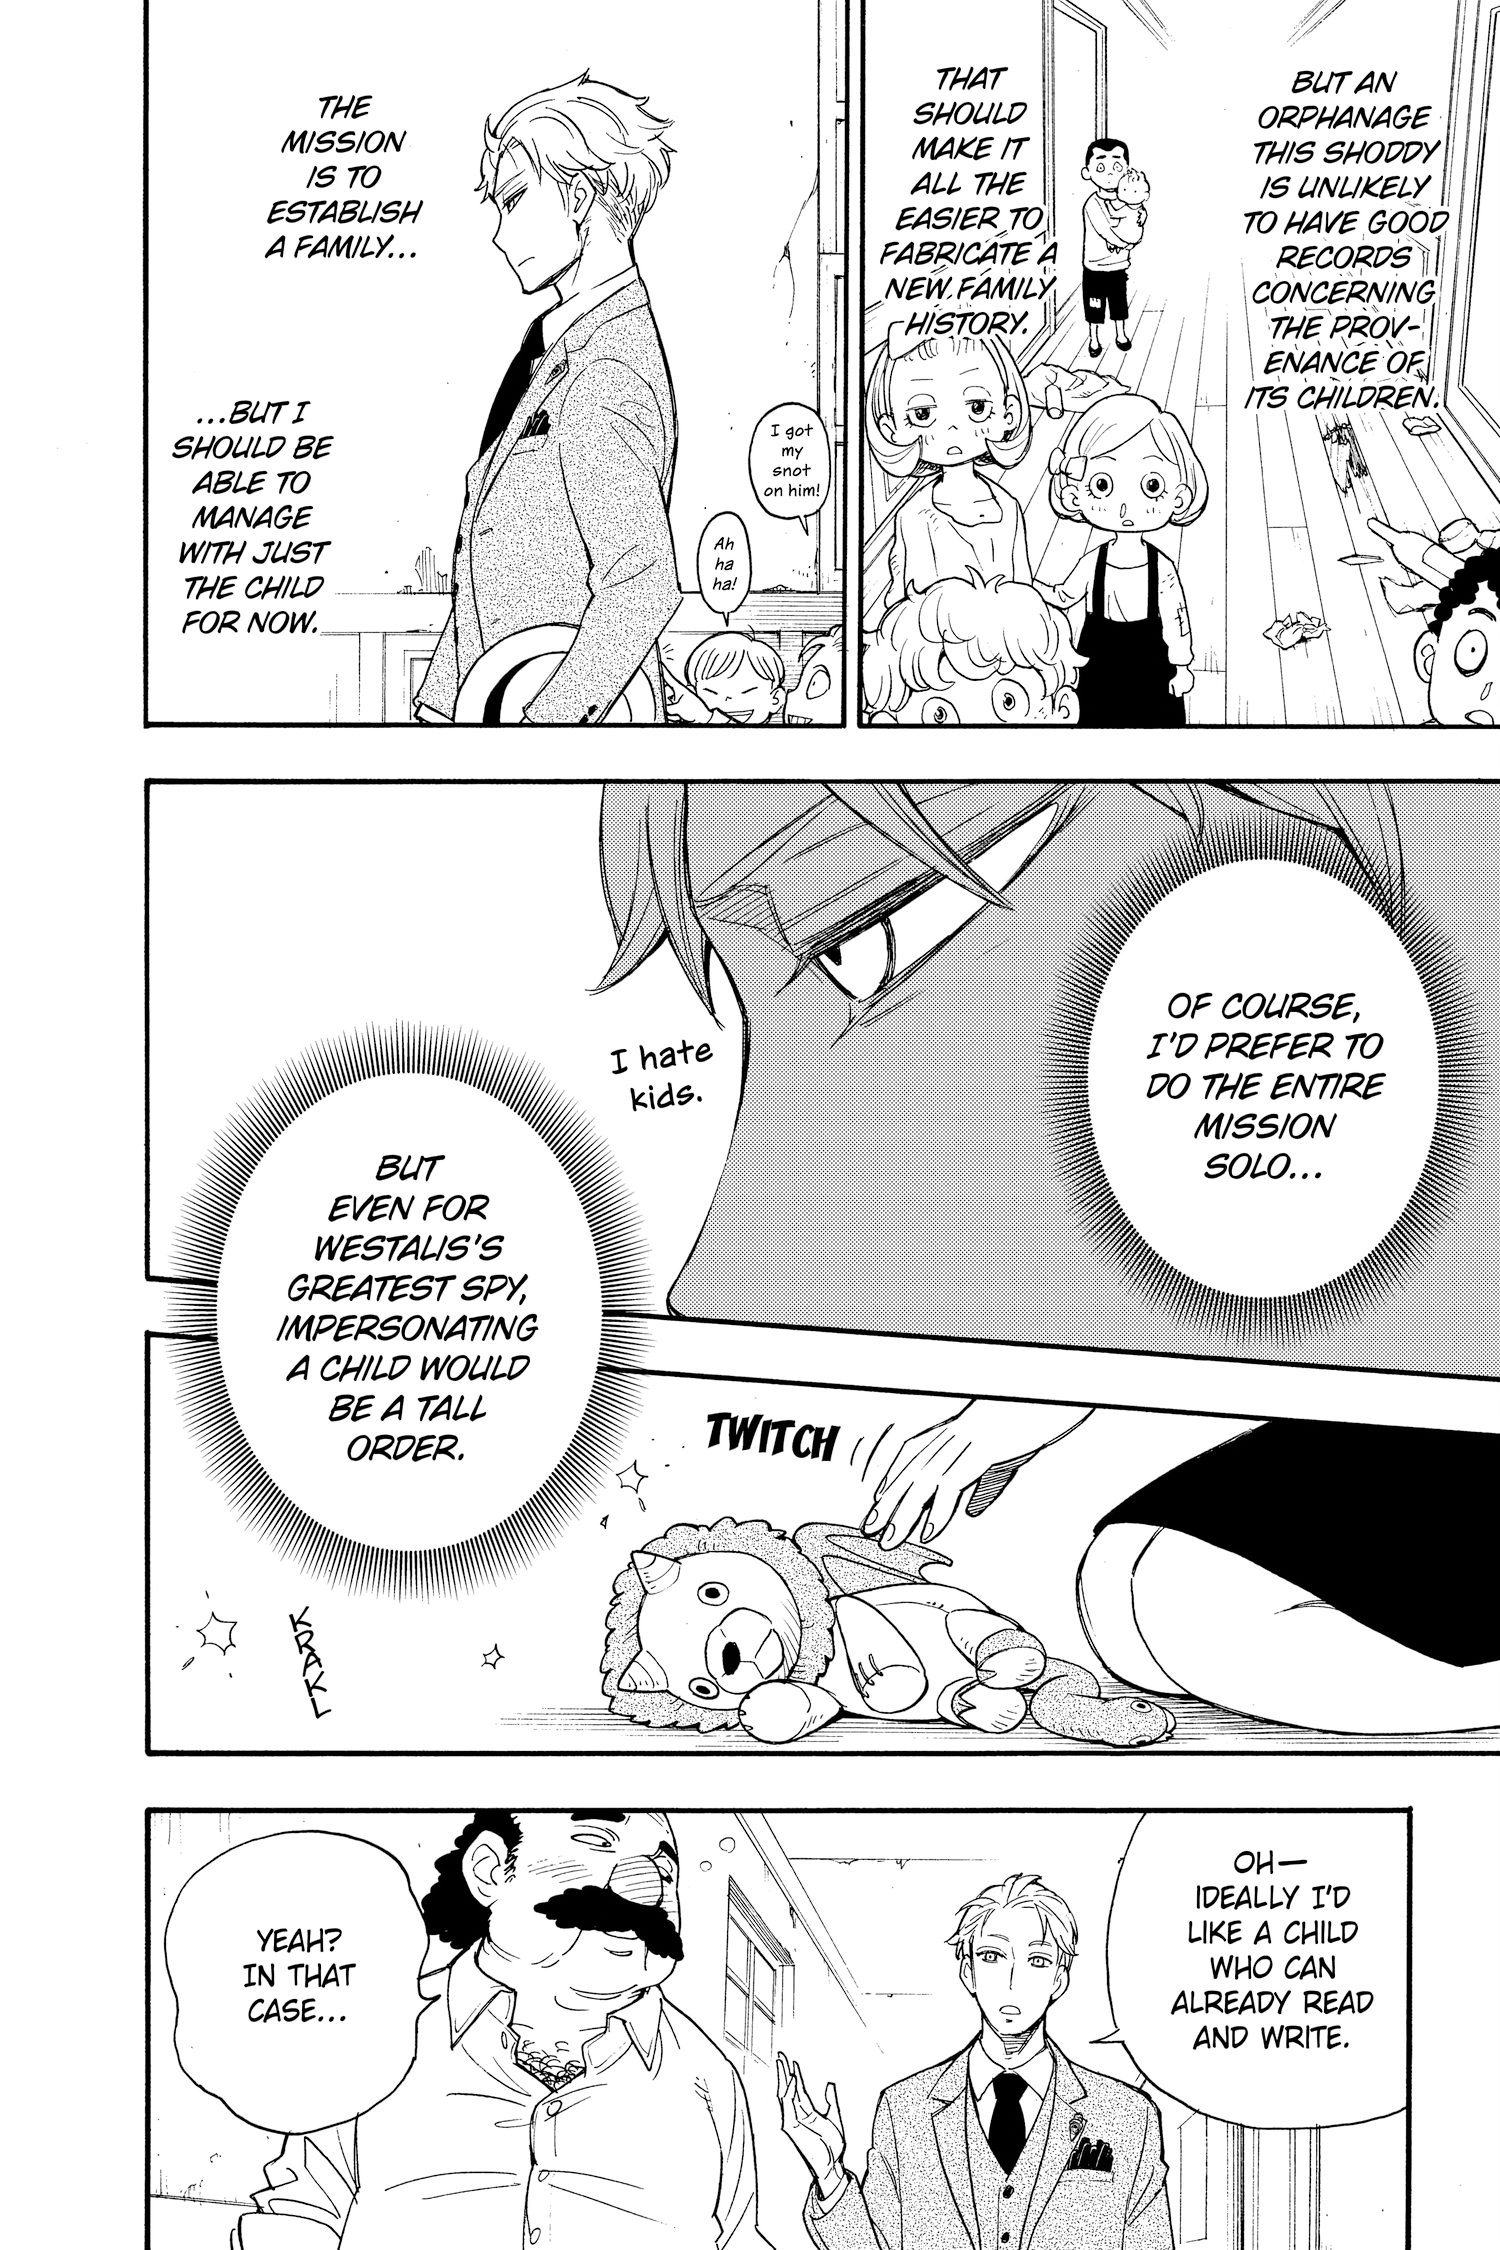 BUT AN
ORPHANAGE
THIS SHODDY
IS UNLIKELY
TO HAVE GOOD
RECORDS
CONCERNING
THE PROV-
ENANCE OF
ITS CHILDREN.
THAT
SHOULD
MAKE IT
ALL THE
EASIER TO
FABRICATE A
NEW FAMILY
HISTORY.
I got
my
snot
on him!
Ah
ha
ha!
THE
MISSION
IS TO
ESTABLISH
A FAMILY...
...BUT I
SHOULD BE
ABLE TO
MANAGE
WITH JUST
THE CHILD
FOR NOW.
OF COURSE,
I'D PREFER TO
DO THE ENTIRE
MISSION
SOLO...
I hate
kids.
BUT
EVEN FOR
WESTALIS'S
GREATEST SPY,
IMPERSONATING
A CHILD WOULD
BE A TALL
ORDER.
TWITCH
KRAKL
OH—
IDEALLY I'D
LIKE A CHILD
WHO CAN
ALREADY READ
AND WRITE.
YEAH?
IN THAT
CASE...